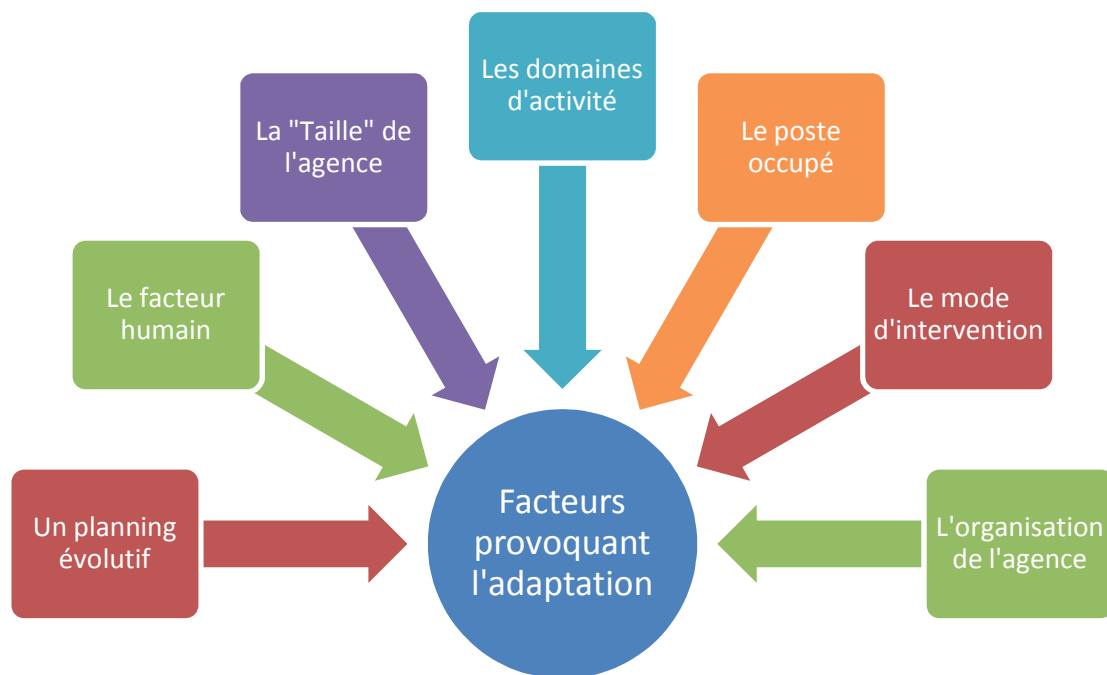 Les domaines
d'activité
La "Taille" de
l'agence
Le poste
occupé
Le facteur
humain
Le mode
d'intervention
Un planning
évolutif
Facteurs
provoquant
l'adaptation
L'organisation
de l'agence